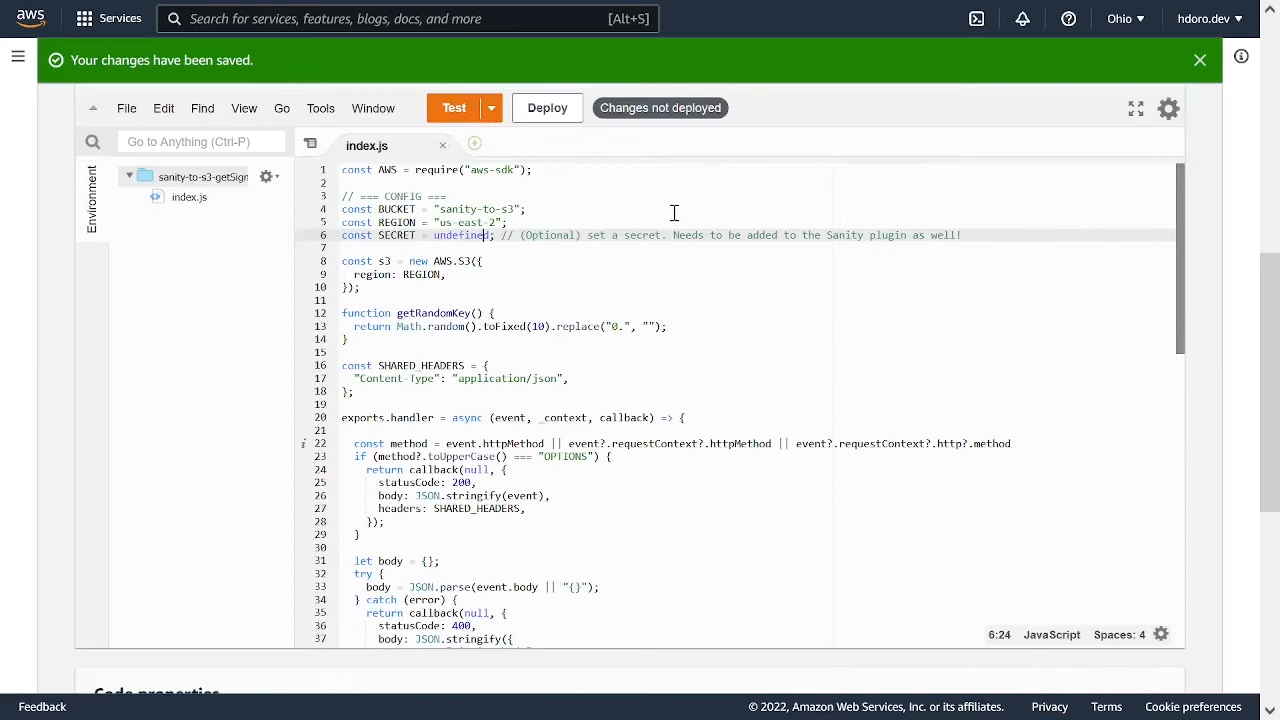 aws
Services
Search for services, features, blogs, docs, and more
[Alt+S]
Ohio
hdoro.dev
Your changes have been saved.
File Edit Find View Go Tools Window
Test
Deploy
Changes not deployed
Go to Anything (Ctrl-P)
index.js
Environment
sanity-to-s3-getSign
index.js
1 const AWS = require("aws-sdk");
2
3 // === CONFIG ===
4 const BUCKET = "sanity-to-s3";
5 const REGION = "us-east-2";
6 const SECRET = undefined; // (Optional) set a secret. Needs to be added to the Sanity plugin as well!
7
8 const s3 = new AWS.S3({
9 region: REGION,
10 });
11
12 function getRandomKey() {
13 return Math.random().toFixed(10).replace("0.", "");
14 }
15
16 const SHARED_HEADERS = {
17 "Content-Type": "application/json",
18 };
19
20 exports.handler = async (event, _context, callback) => {
21
22 const method = event.httpMethod || event?.requestContext?.httpMethod || event?.requestContext?.http?.method
23 if (method?.toUpperCase() === "OPTIONS") {
24 return callback(null, {
25 statusCode: 200,
26 body: JSON.stringify(event),
27 headers: SHARED_HEADERS,
28 });
29 }
30
31 let body = {};
32 try {
33 body = JSON.parse(event.body || "{}");
34 } catch (error) {
35 return callback(null, {
36 statusCode: 400,
37 body: JSON.stringify({
6:24 JavaScript Spaces: 4
Code properties
Feedback
© 2022, Amazon Web Services, Inc. or its affiliates.
Privacy
Terms
Cookie preferences